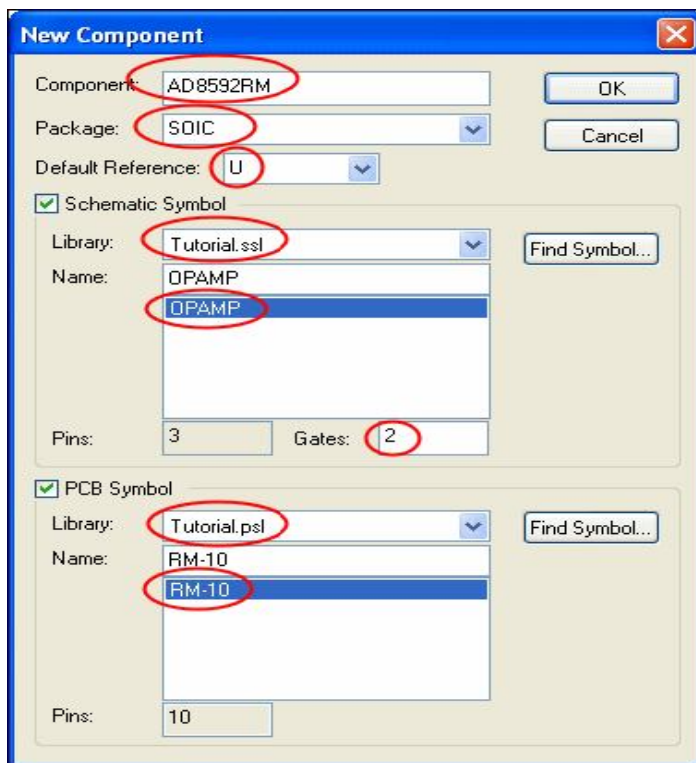 New Component
Component: AD8592RM OK
Package: SOIC Cancel
Default Reference: U
Schematic Symbol
Library: Tutorial.ssl Find Symbol...
Name: OPAMP
OPAMP
Pins: 3 Gates: 2
PCB Symbol
Library: Tutorial.psl Find Symbol...
Name: RM-10
RM-10
Pins: 10